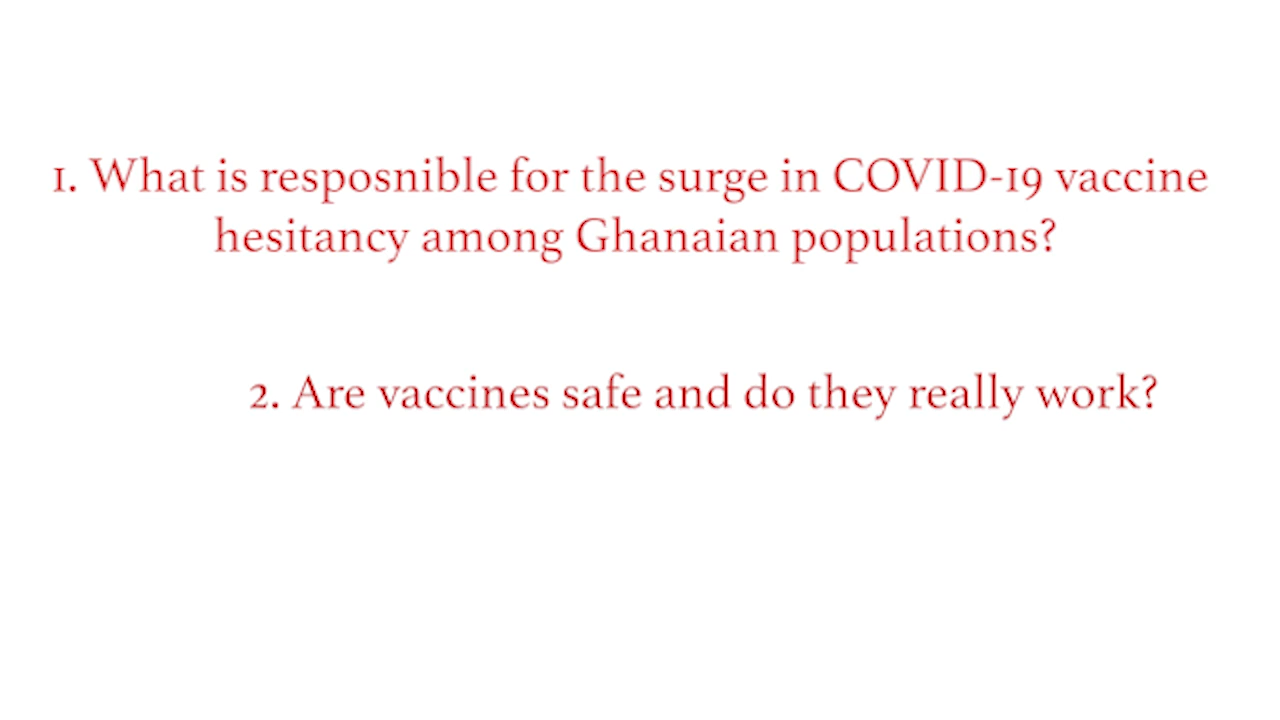 1. What is resposnible for the surge in COVID-19 vaccine
hesitancy among Ghanaian populations?
2. Are vaccines safe and do they really work?